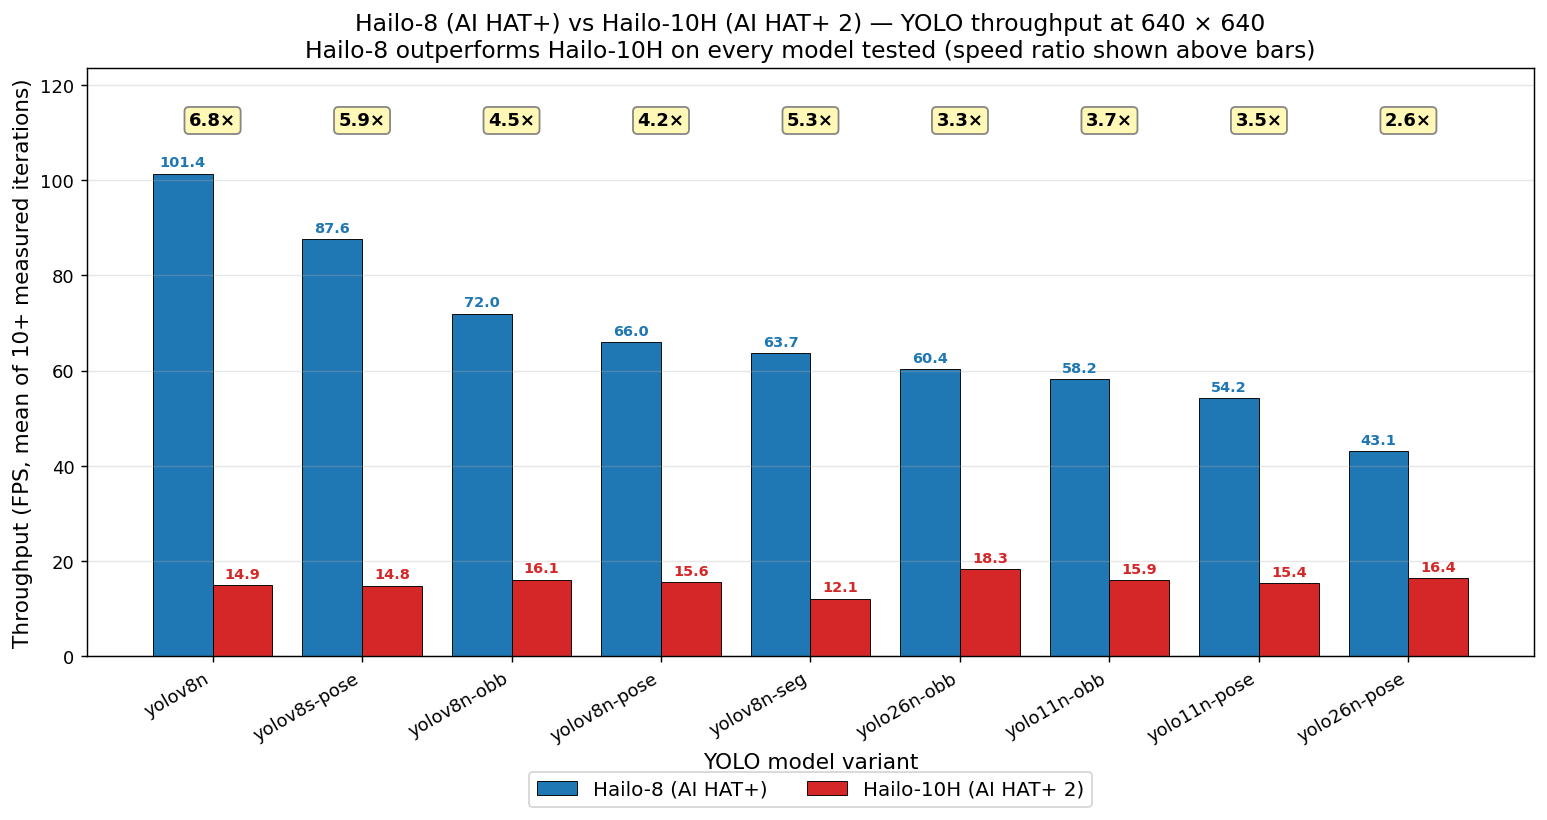 Hailo-8 (AI HAT+) vs Hailo-10H (AI HAT+ 2) — YOLO throughput at 640 × 640
Hailo-8 outperforms Hailo-10H on every model tested (speed ratio shown above bars)
Throughput (FPS, mean of 10+ measured iterations)
120
100
80
60
40
20
0
6.8×
5.9×
4.5×
4.2×
5.3×
3.3×
3.7×
3.5×
2.6×
101.4
87.6
72.0
66.0
63.7
60.4
58.2
54.2
43.1
14.9
14.8
16.1
15.6
12.1
18.3
15.9
15.4
16.4
yolov8n
yolov8s-pose
yolov8n-obb
yolov8n-pose
yolov8n-seg
yolo26n-obb
yolo11n-obb
yolo11n-pose
yolo26n-pose
YOLO model variant
Hailo-8 (AI HAT+)
Hailo-10H (AI HAT+ 2)